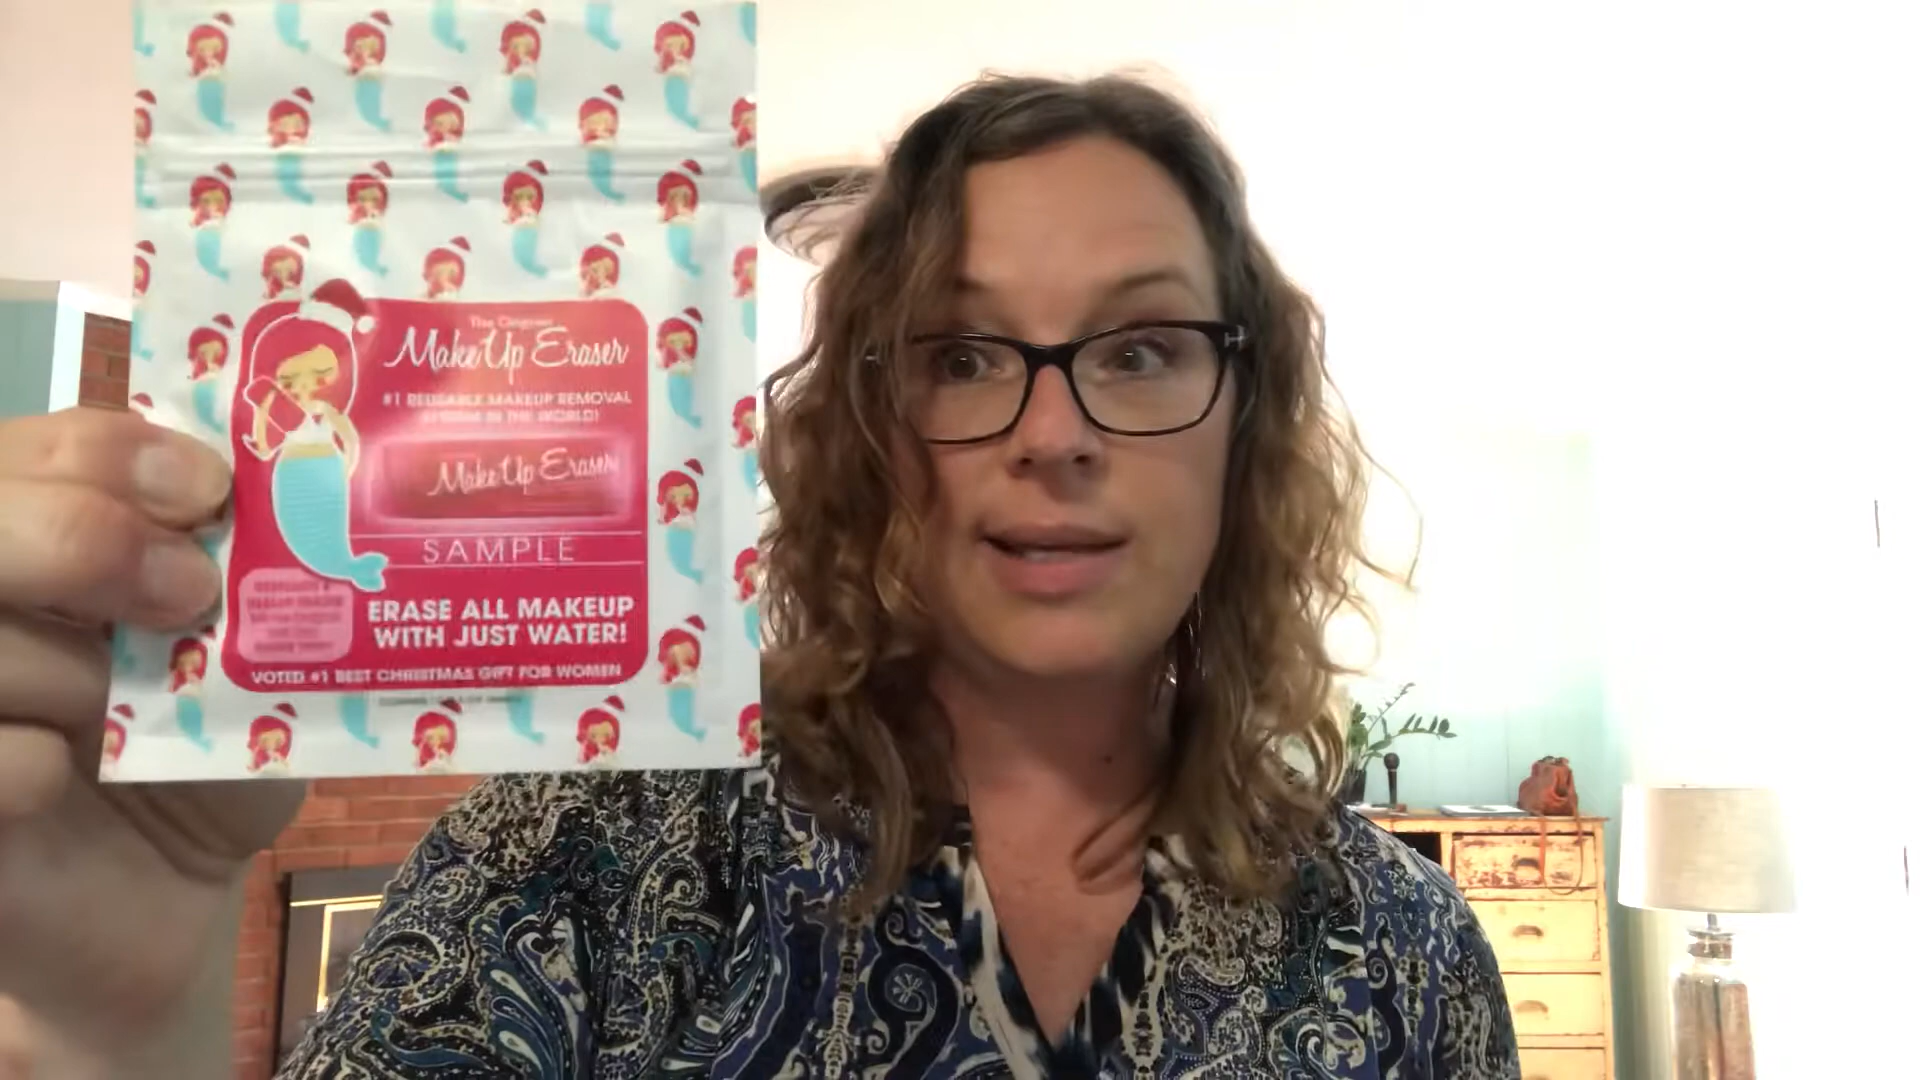 The Original
MakeUp Eraser
#1 REUSABLE MAKEUP REMOVAL
SYSTEM IN THE WORLD!
MakeUp Eraser
SAMPLE
ERASE ALL MAKEUP
WITH JUST WATER!
VOTED #1 BEST CHRISTMAS GIFT FOR WOMEN